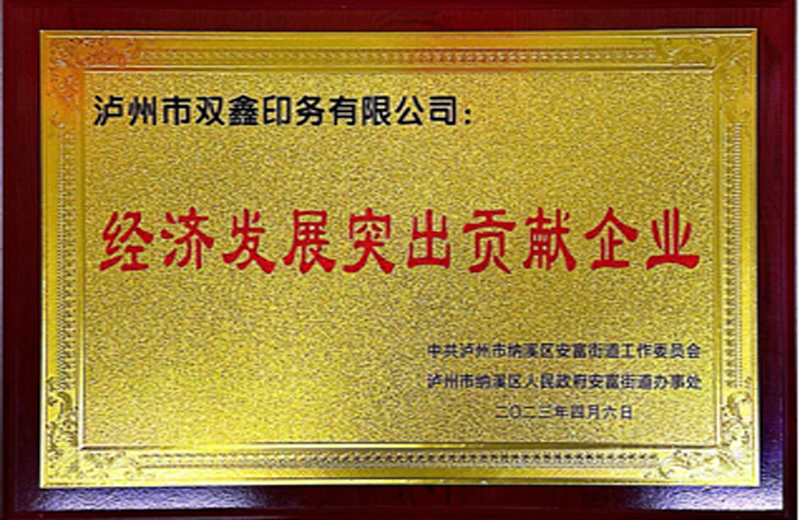 泸州市双鑫印务有限公司：
经济发展突出贡献企业
中共泸州市纳溪区安富街道工作委员会
泸州市纳溪区人民政府安富街道办事处
二〇二三年四月六日